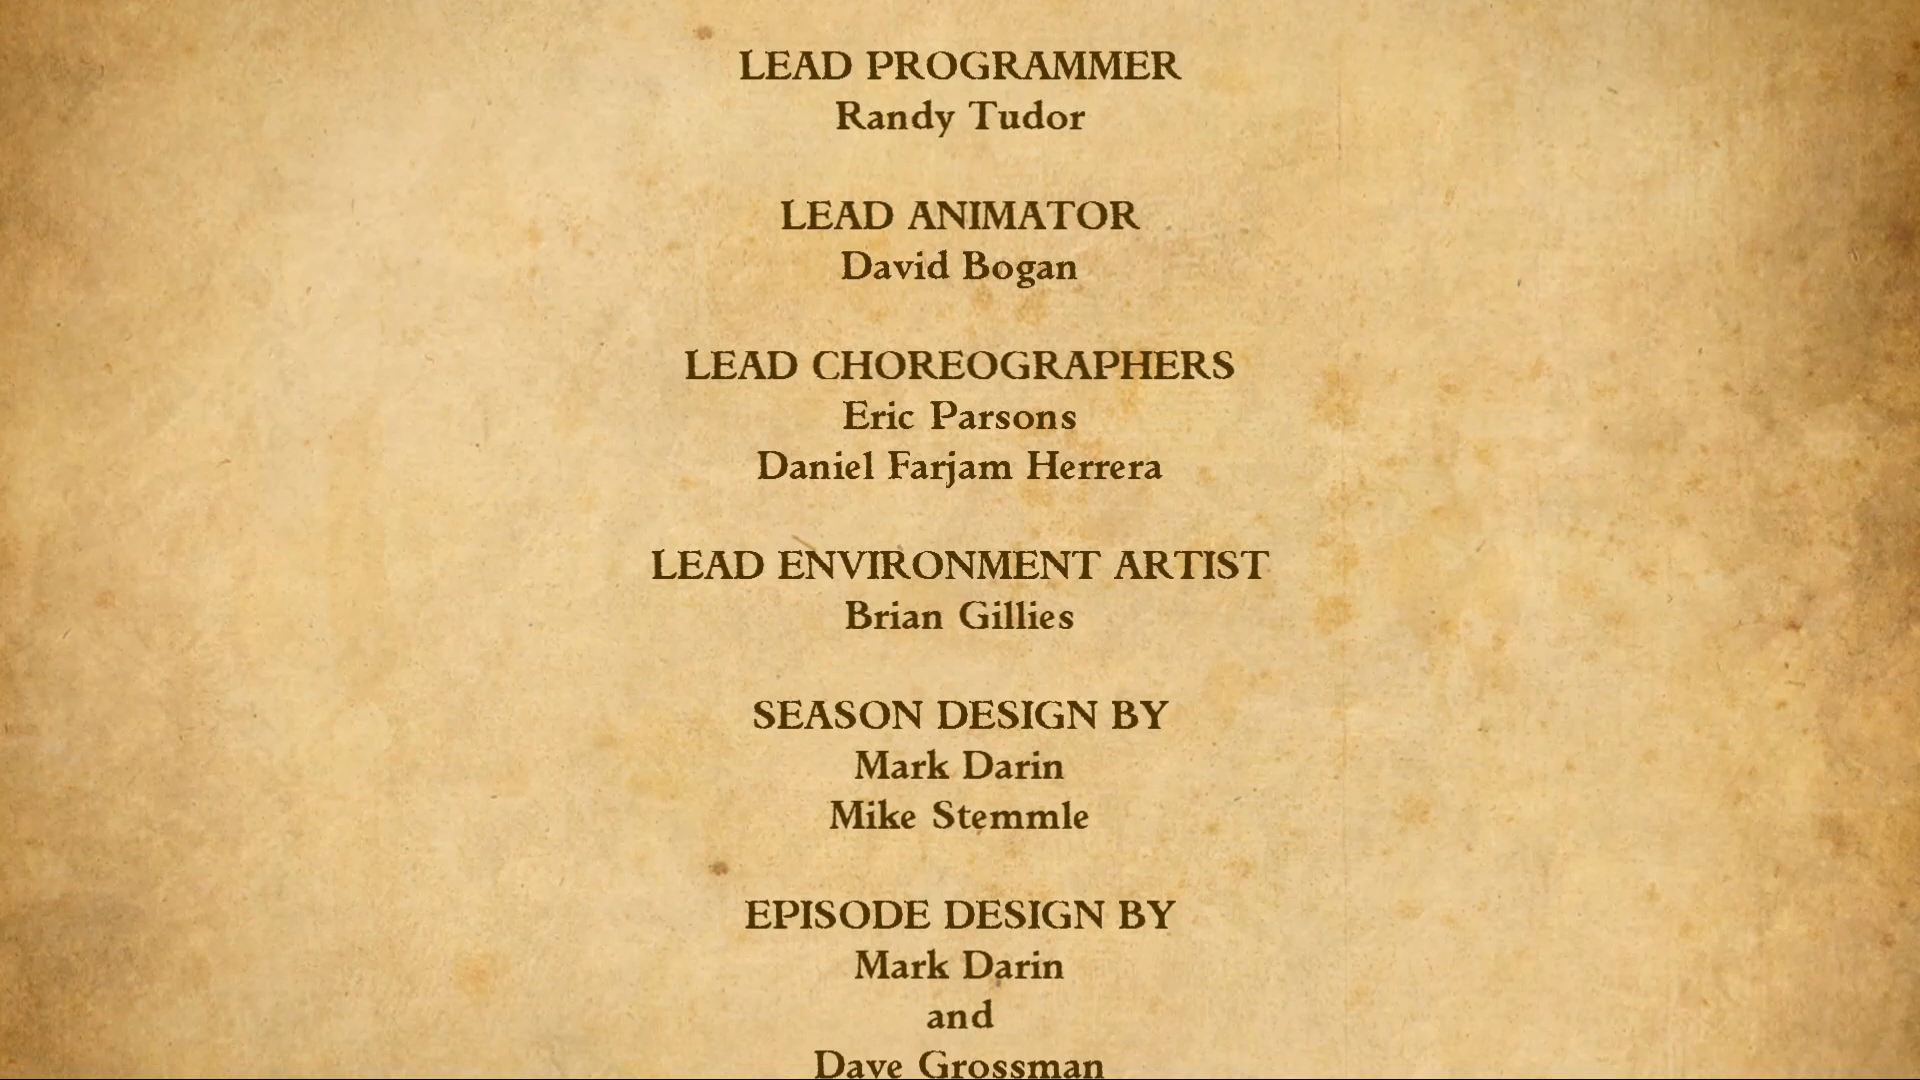 LEAD PROGRAMMER
Randy Tudor
LEAD ANIMATOR
David Bogan
LEAD CHOREOGRAPHERS
Eric Parsons
Daniel Farjam Herrera
LEAD ENVIRONMENT ARTIST
Brian Gillies
SEASON DESIGN BY
Mark Darin
Mike Stemmle
EPISODE DESIGN BY
Mark Darin
and
Dave Grossman